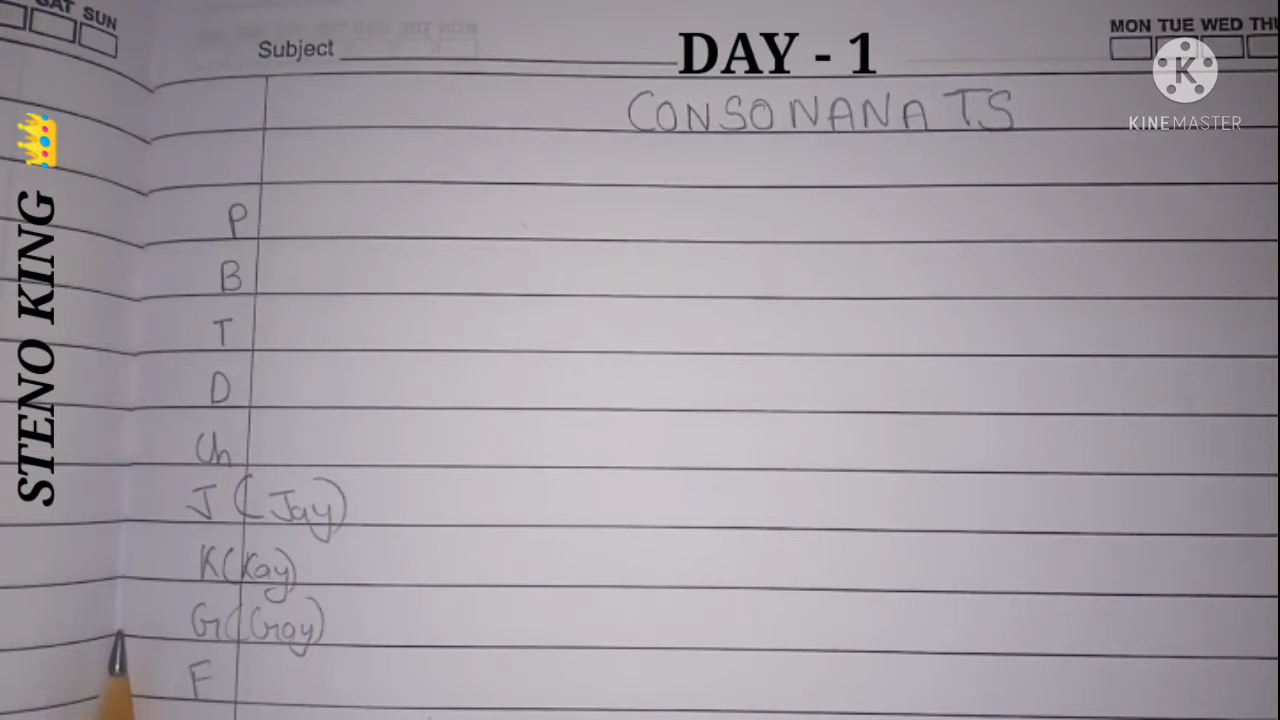 SAT SUN
Subject
DAY - 1
MON TUE WED THU
K
KINEMASTER
CONSONANATS
STENO KING
P
B
T
D
Ch
J (Jay)
K (Kay)
G (Gay)
F